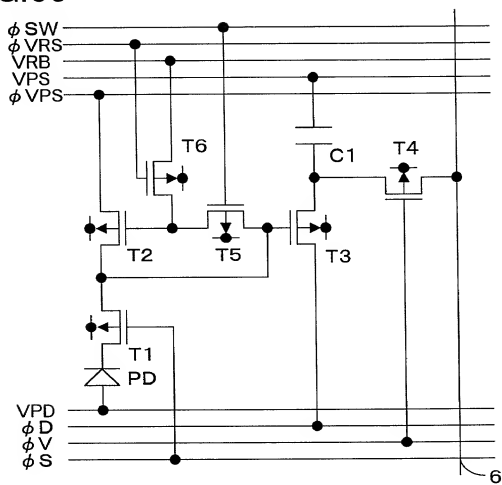 φSW
φVRS
VRB
VPS
φVPS
T6
C1
T4
T2
T5
T3
T1
PD
VPD
φD
φV
φS
6